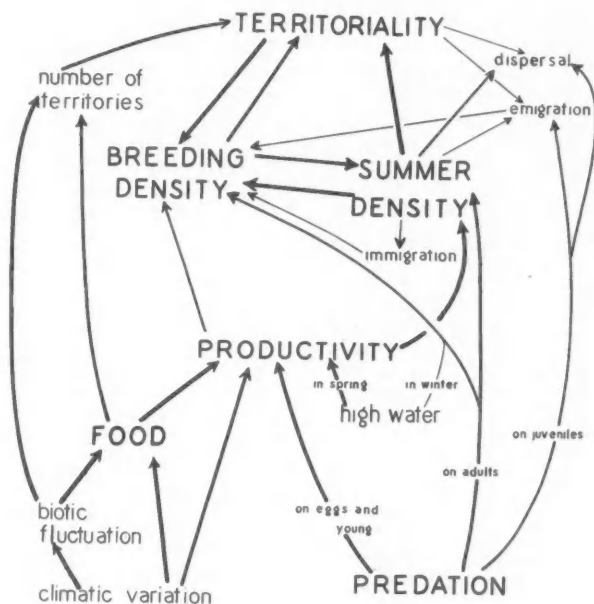 TERRITORIALITY
dispersal
number of
territories
emigration
BREEDING
DENSITY
SUMMER
DENSITY
immigration
PRODUCTIVITY
in spring
in winter
high water
FOOD
on juveniles
on adults
on eggs and
young
biotic
fluctuation
climatic variation
PREDATION